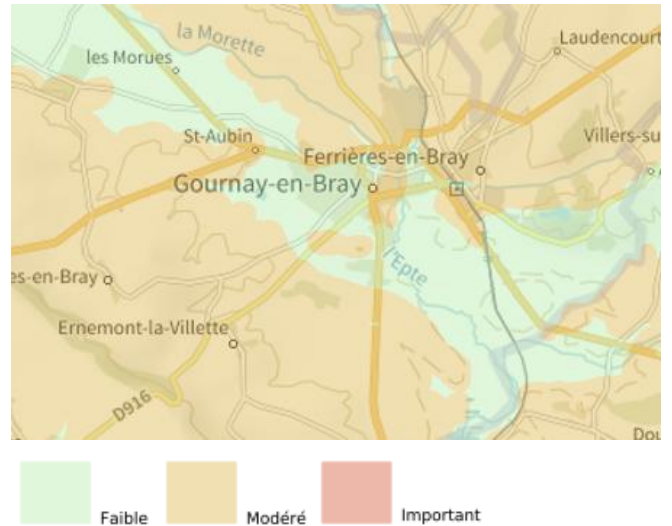 la Morette
Laudencourt
les Morues
St-Aubin
Villers-su
Ferrières-en-Bray
Gournay-en-Bray
l'Epte
es-en-Bray
Ernemont-la-Villette
D916
Dou
Faible Modéré Important